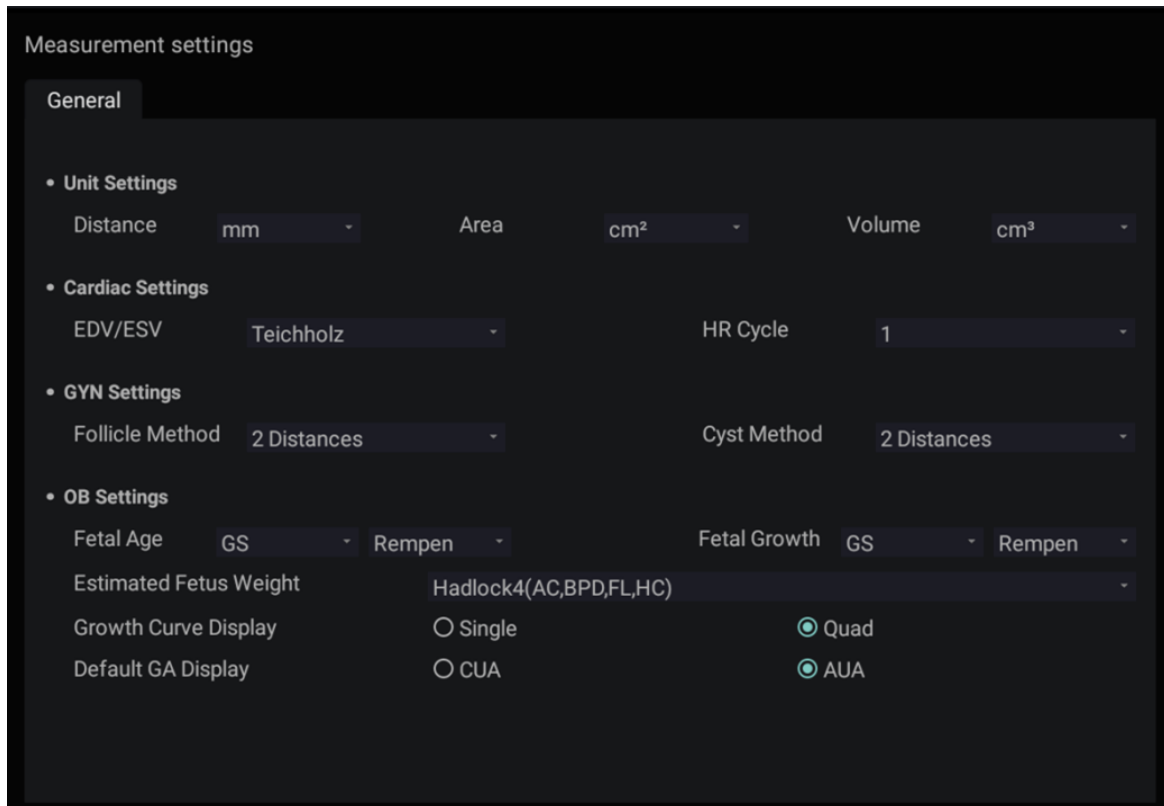 Measurement settings
General
• Unit Settings
Distance mm Area cm² Volume cm³
• Cardiac Settings
EDV/ESV Teichholz HR Cycle 1
• GYN Settings
Follicle Method 2 Distances Cyst Method 2 Distances
• OB Settings
Fetal Age GS Rempen Fetal Growth GS Rempen
Estimated Fetus Weight Hadlock4(AC,BPD,FL,HC)
Growth Curve Display Single Quad
Default GA Display CUA AUA